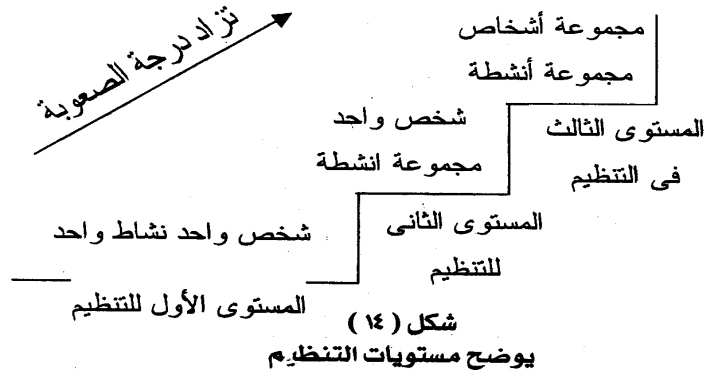 تزاد درجة الصعوبة
مجموعة أشخاص
مجموعة أنشطة
المستوى الثالث
فى التنظيم
شخص واحد
مجموعة انشطة
المستوى الثانى
للتنظيم
شخص واحد نشاط واحد
المستوى الأول للتنظيم
شكل ( ١٤ )
يوضح مستويات التنظيم